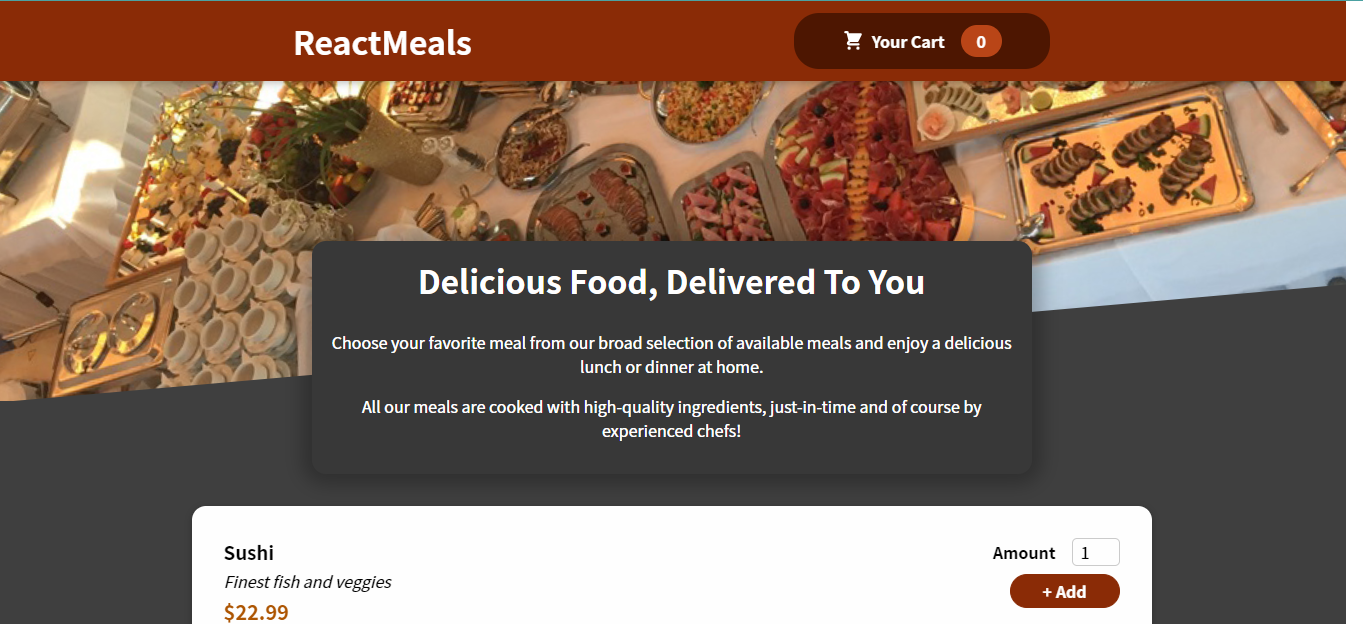 ReactMeals
Your Cart 0
Delicious Food, Delivered To You
Choose your favorite meal from our broad selection of available meals and enjoy a delicious
lunch or dinner at home.
All our meals are cooked with high-quality ingredients, just-in-time and of course by
experienced chefs!
Sushi
Finest fish and veggies
$22.99
Amount 1
+ Add